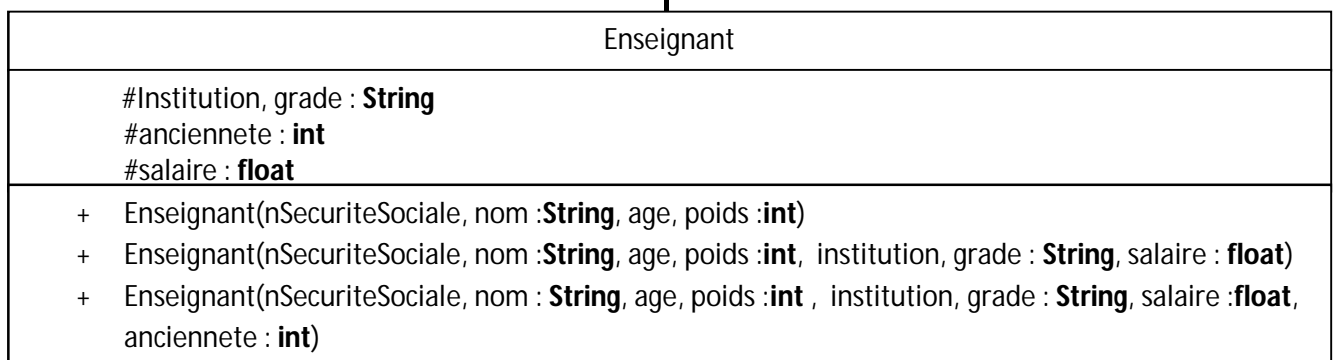 Enseignant
#Institution, grade : String
#anciennete : int
#salaire : float
+ Enseignant(nSecuriteSociale, nom :String, age, poids :int)
+ Enseignant(nSecuriteSociale, nom :String, age, poids :int, institution, grade : String, salaire : float)
+ Enseignant(nSecuriteSociale, nom : String, age, poids :int , institution, grade : String, salaire :float,
anciennete : int)